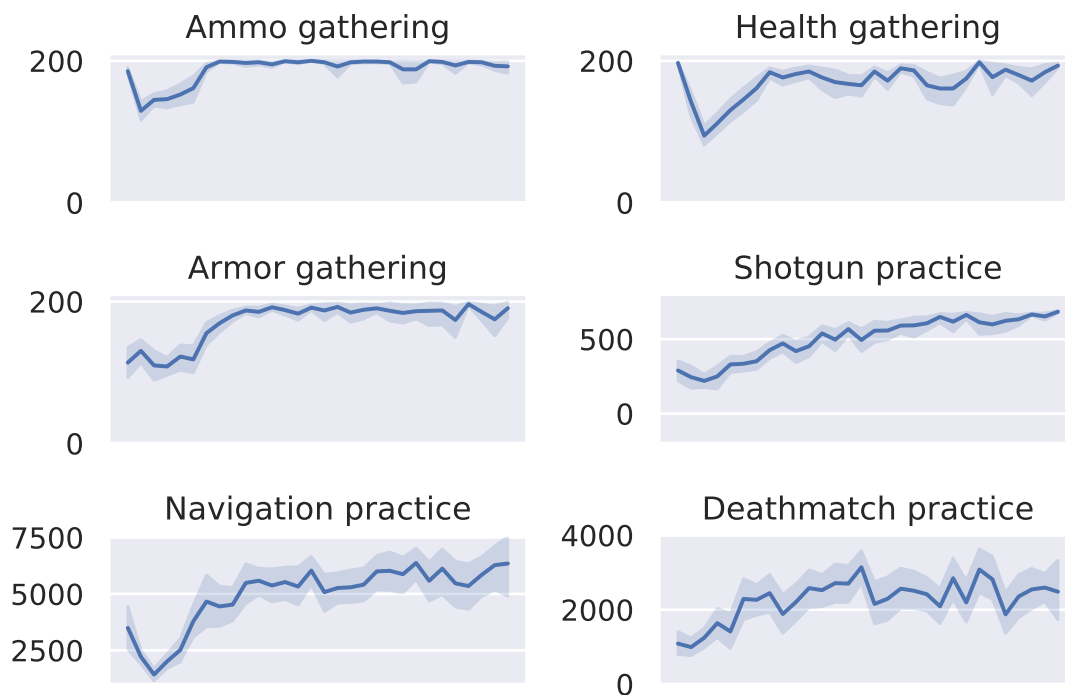 Ammo gathering
200
0
Health gathering
200
0
Armor gathering
200
0
Shotgun practice
500
0
Navigation practice
7500
5000
2500
Deathmatch practice
4000
2000
0